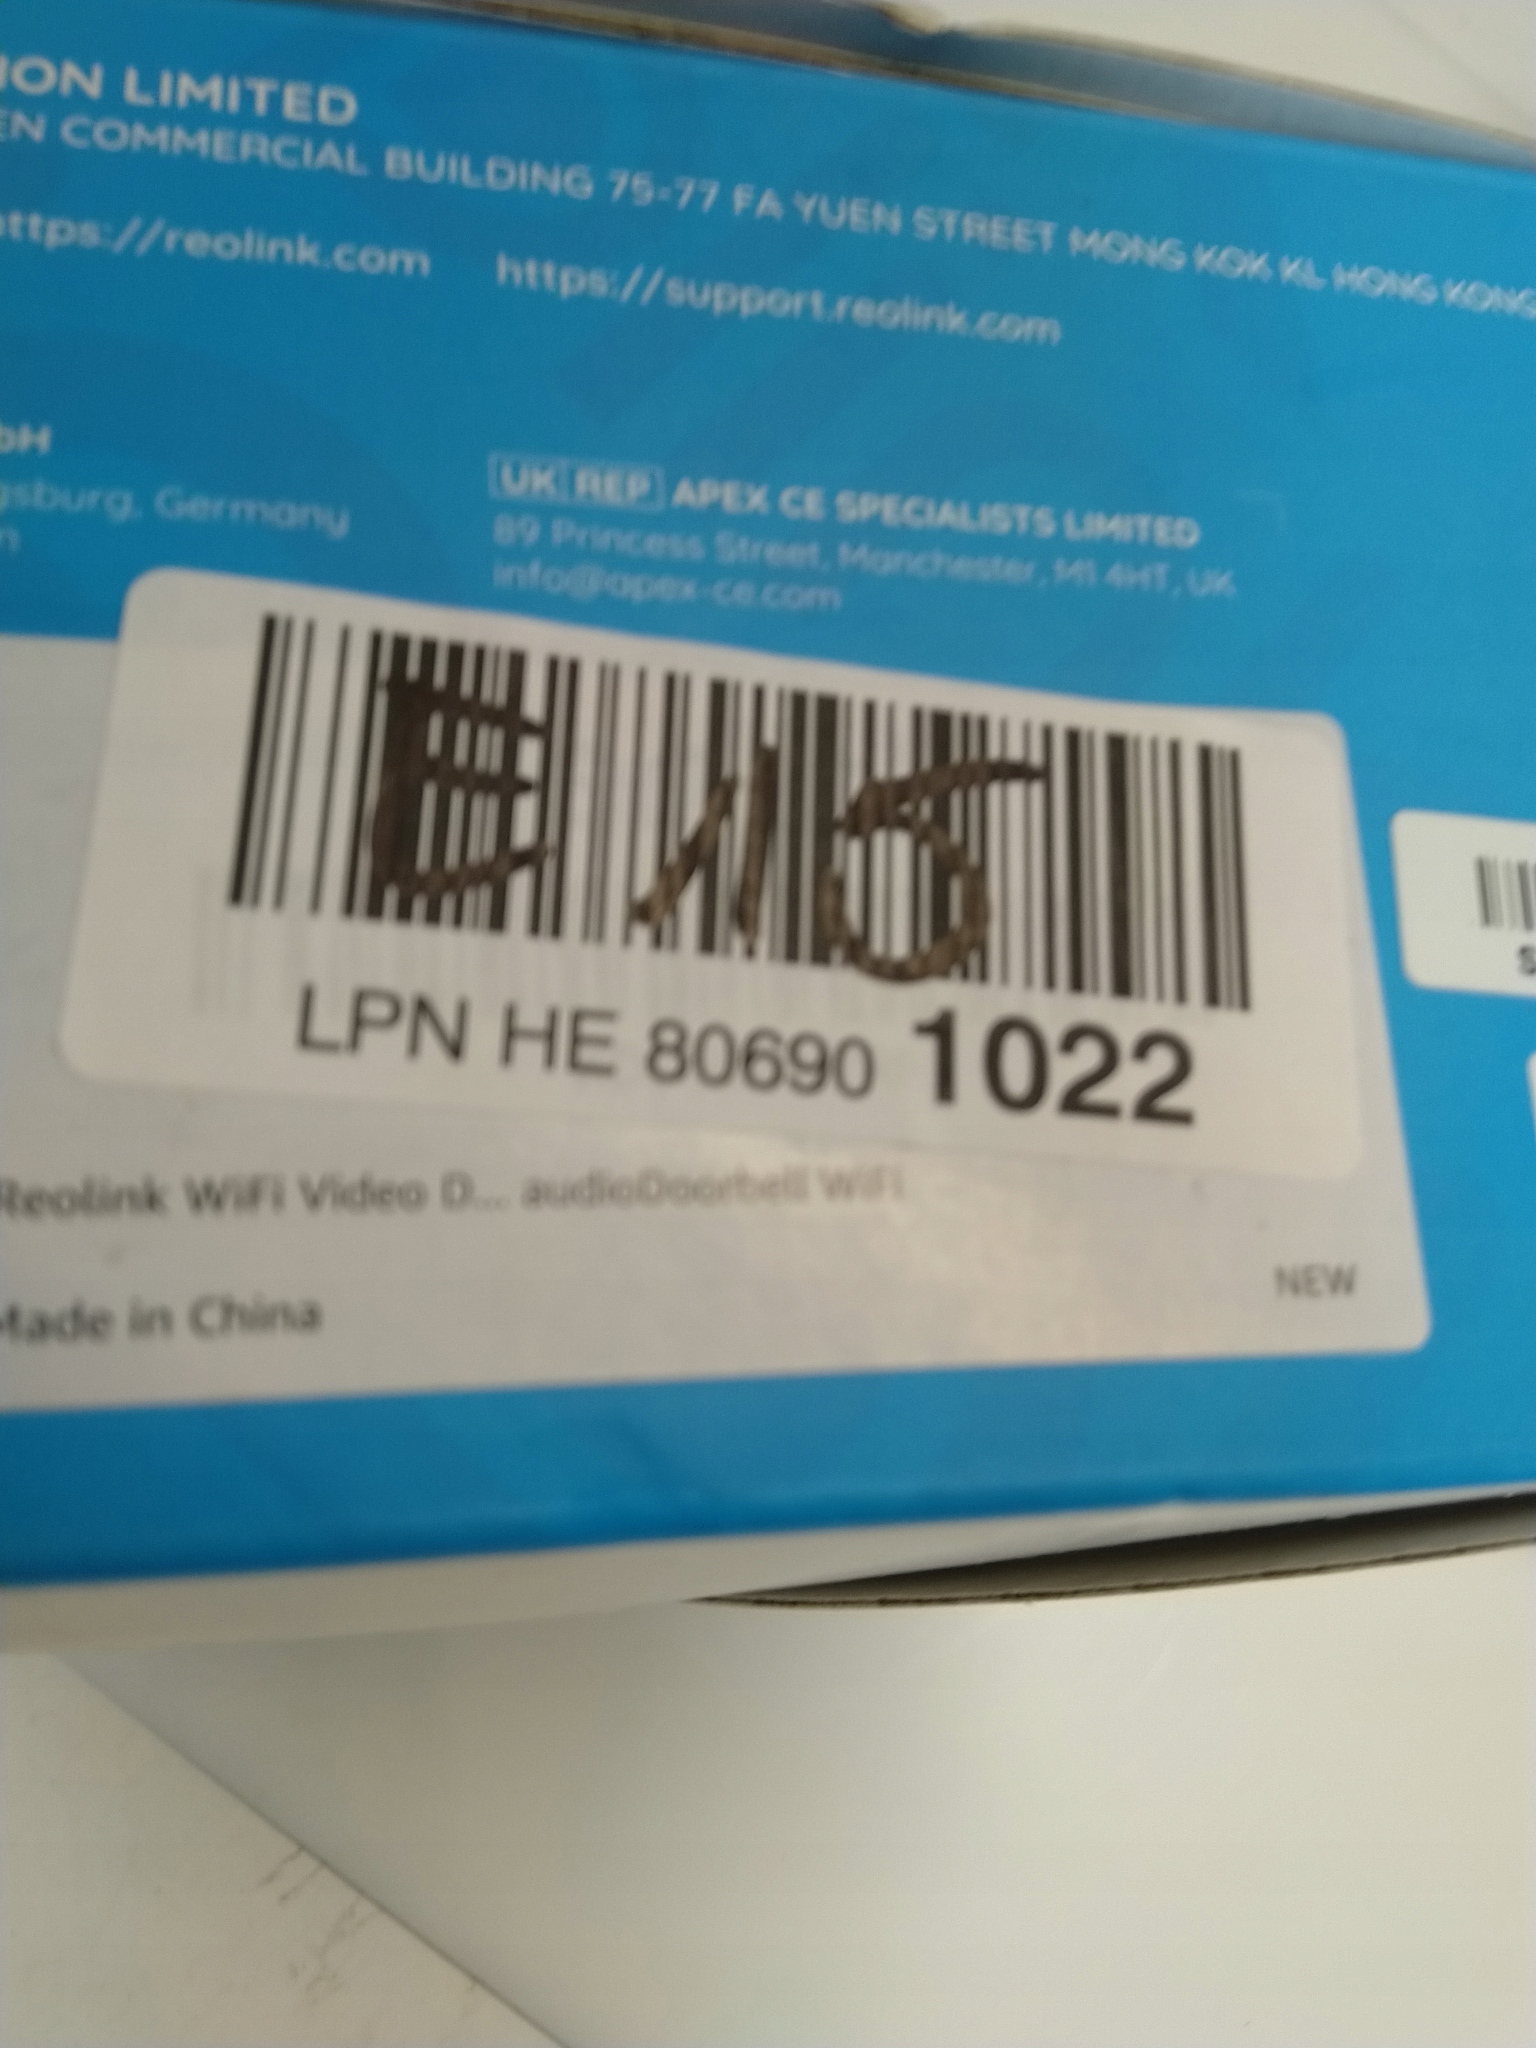 ION LIMITED
EN COMMERCIAL BUILDING 75-77 FA YUEN STREET MONG KOK KL HONG KONG
https://reolink.com https://support.reolink.com
bH
gsburg, Germany
UK REP APEX CE SPECIALISTS LIMITED
89 Princess Street, Manchester, M1 4HT, UK
info@apex-ce.com
E 15
LPN HE 80690 1022
Reolink WiFi Video D... audioDoorbell WiFi
NEW
Made in China
S